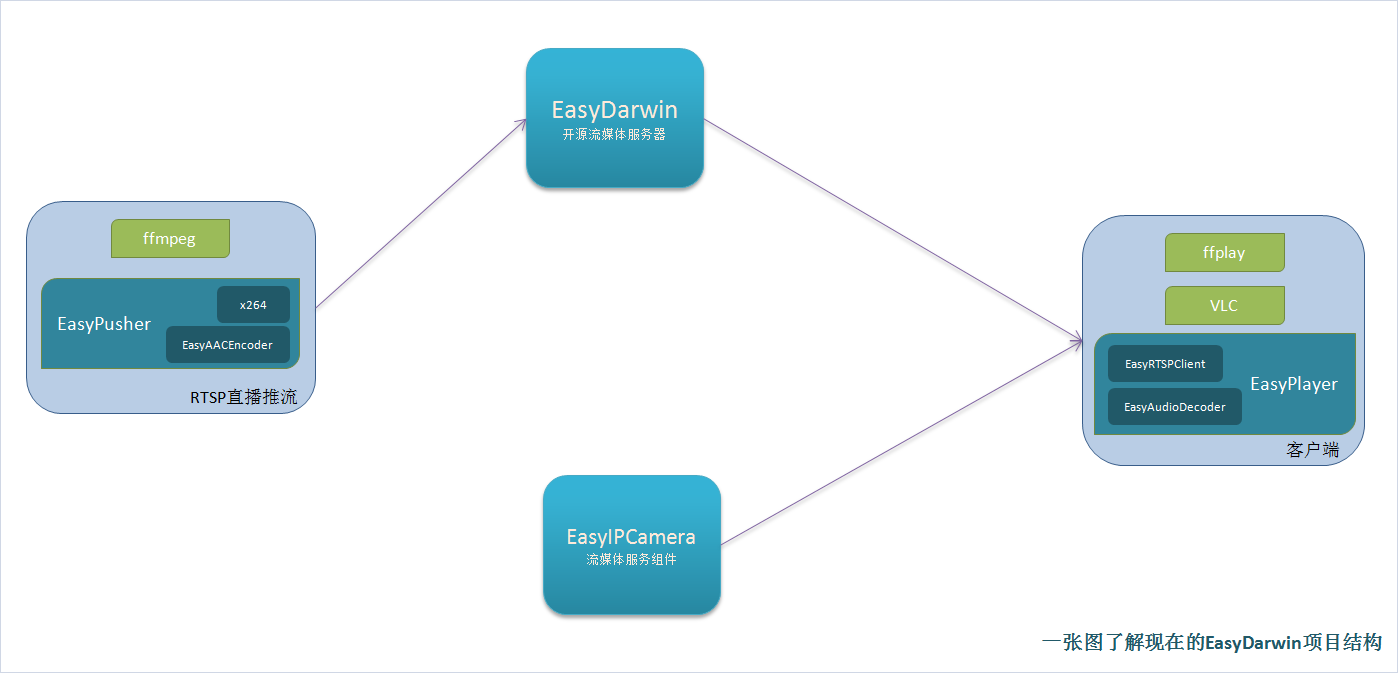 EasyDarwin
开源流媒体服务器
ffmpeg
EasyPusher
x264
EasyAACEncoder
RTSP直播推流
ffplay
VLC
EasyRTSPClient
EasyAudioDecoder
EasyPlayer
客户端
EasyIPCamera
流媒体服务组件
一张图了解现在的EasyDarwin项目结构